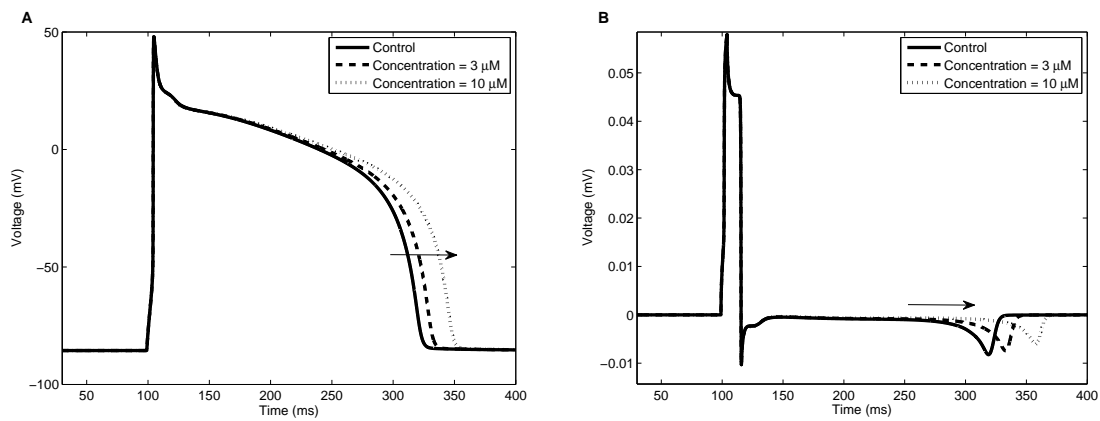 A
50
0
−50
−100
Voltage (mV)
50
100
150
200
250
300
350
400
Time (ms)
Control
Concentration = 3 µM
Concentration = 10 µM
B
0.05
0.04
0.03
0.02
0.01
0
−0.01
Voltage (mV)
50
100
150
200
250
300
350
400
Time (ms)
Control
Concentration = 3 µM
Concentration = 10 µM